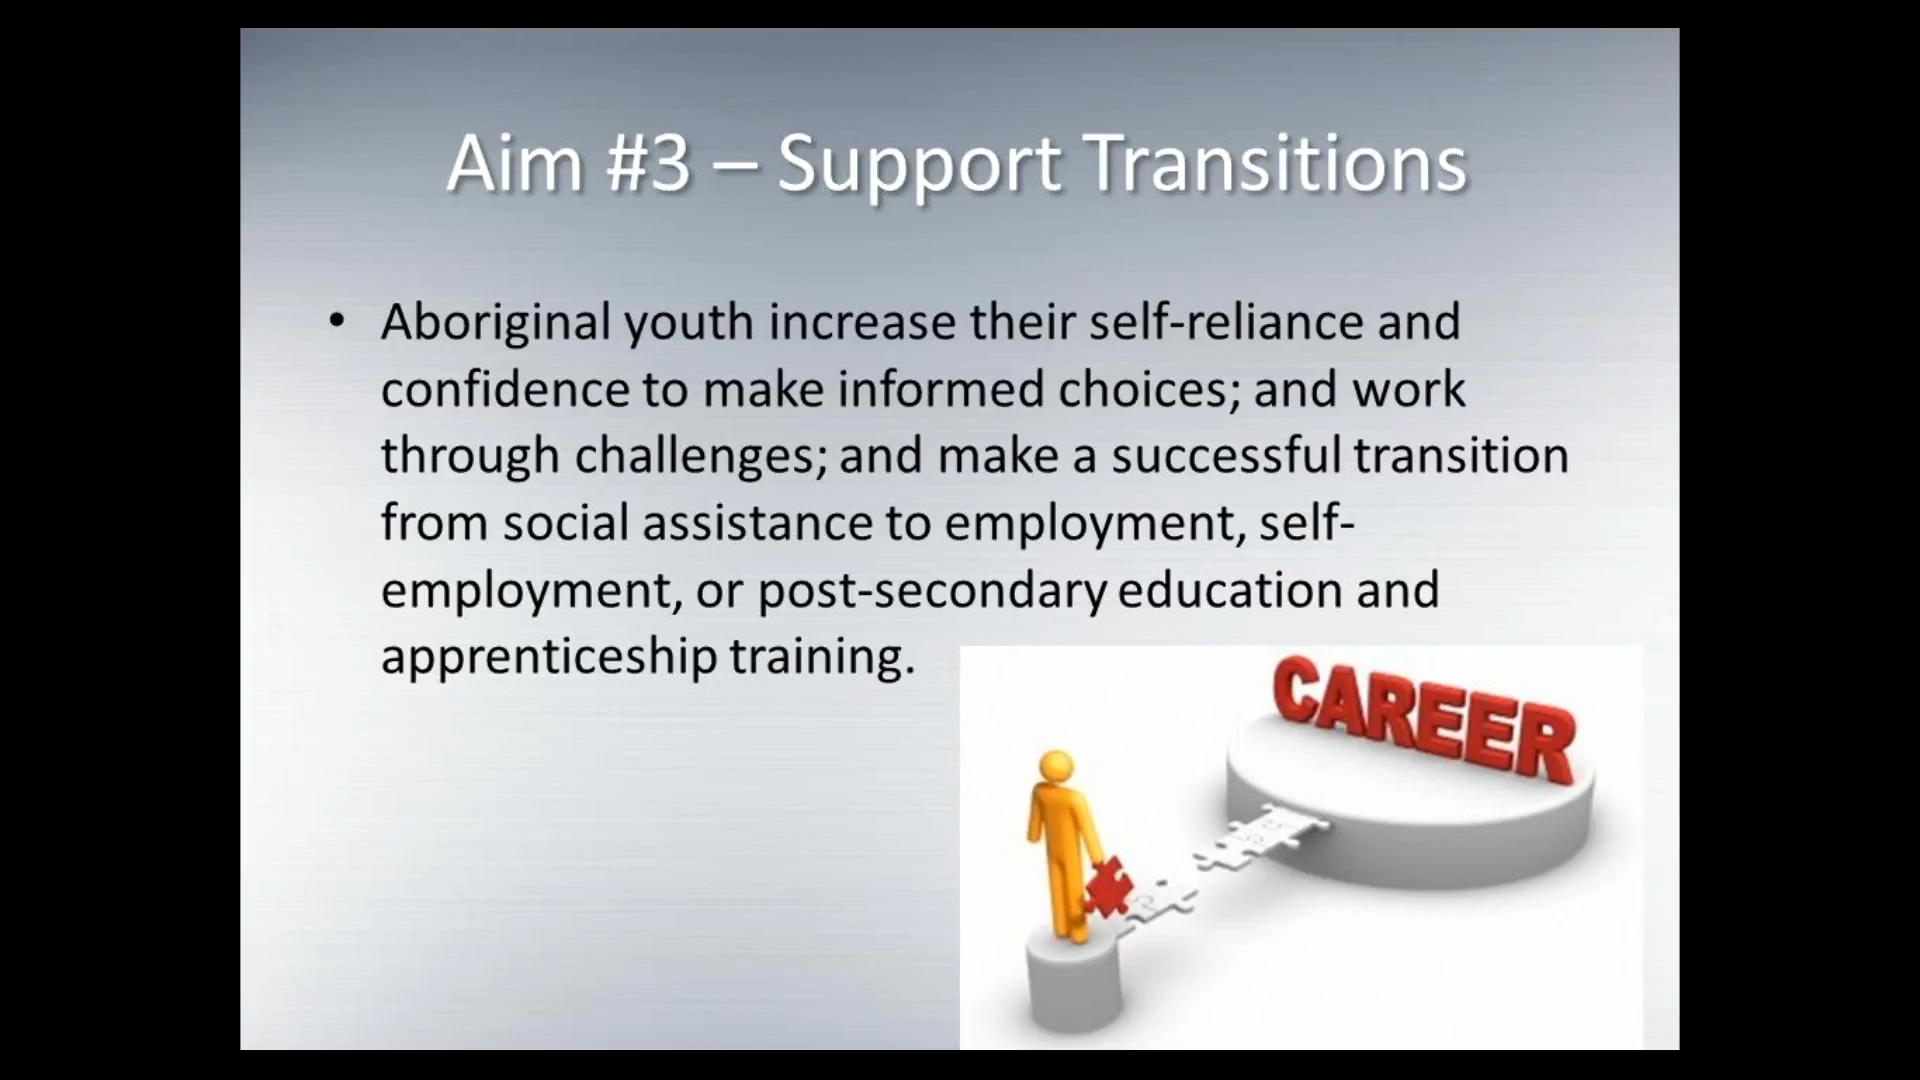 Aim #3 – Support Transitions
• Aboriginal youth increase their self-reliance and
confidence to make informed choices; and work
through challenges; and make a successful transition
from social assistance to employment, self-
employment, or post-secondary education and
apprenticeship training.
CAREER